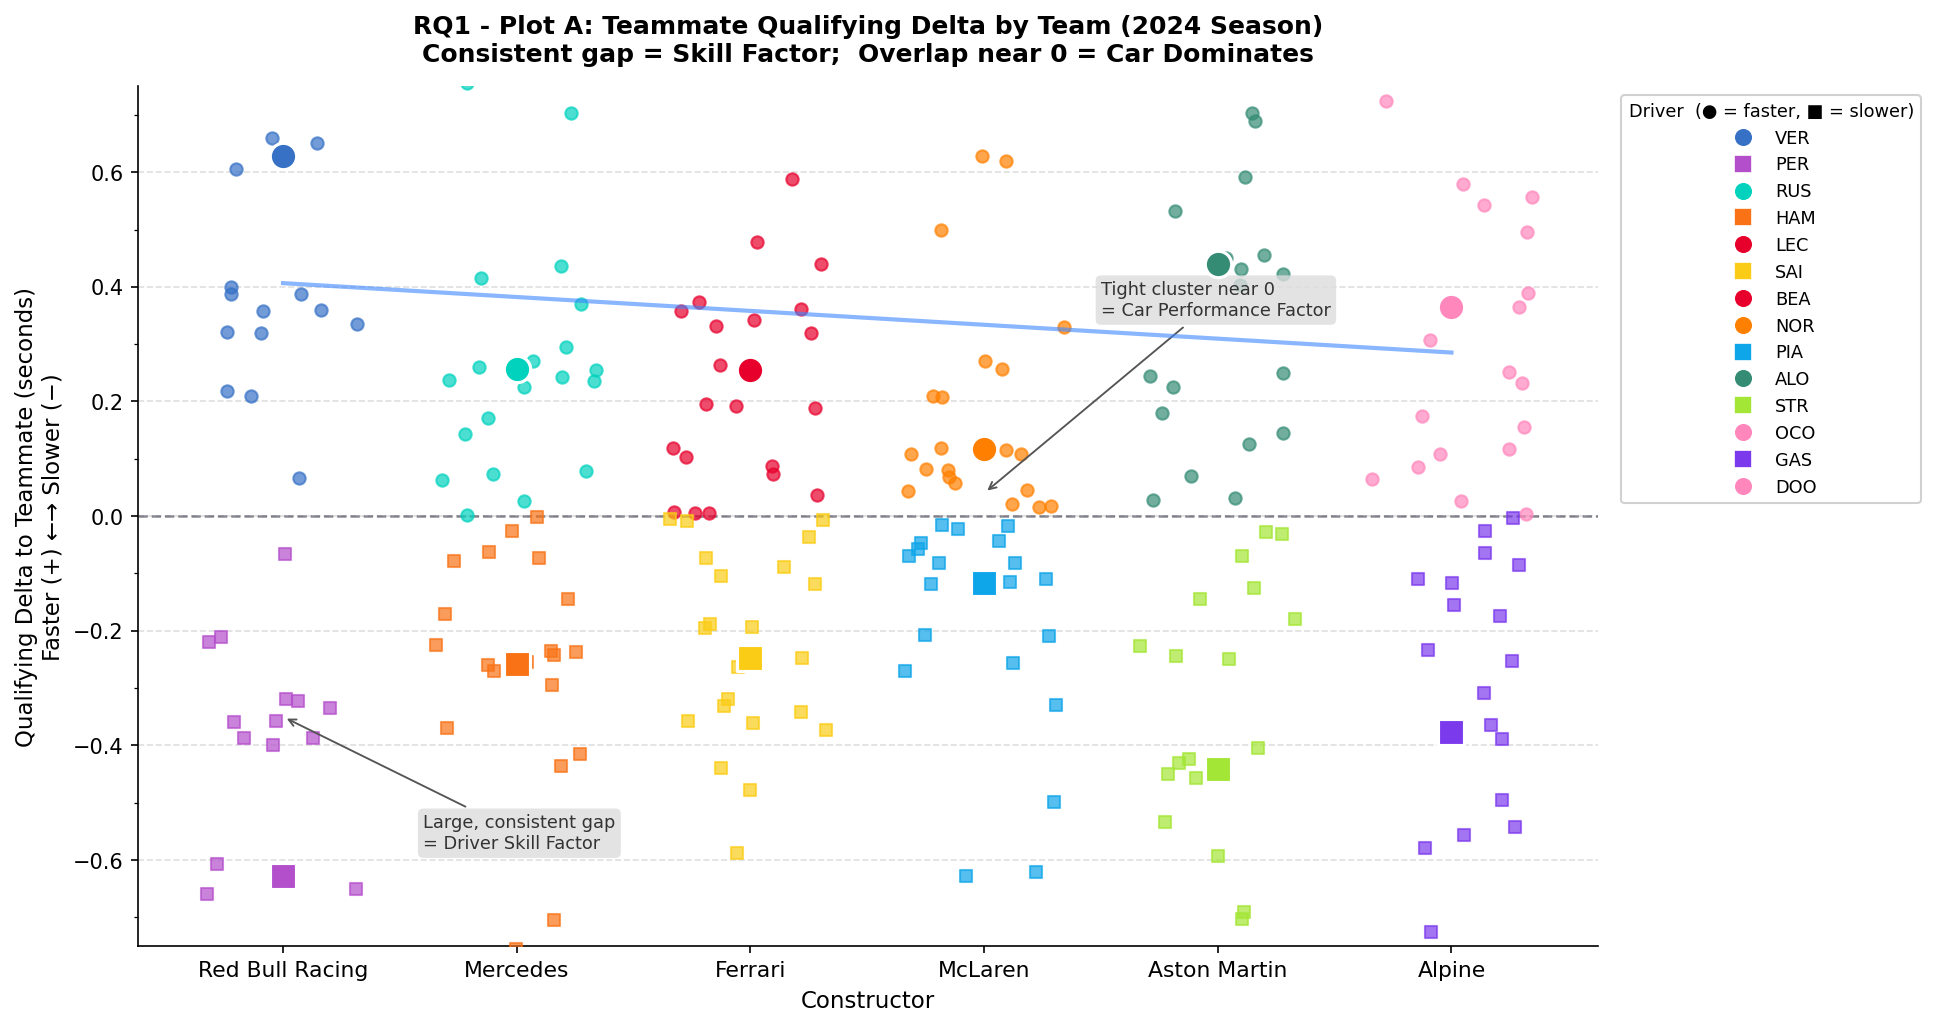 RQ1 - Plot A: Teammate Qualifying Delta by Team (2024 Season)
Consistent gap = Skill Factor;  Overlap near 0 = Car Dominates
Qualifying Delta to Teammate (seconds)
Faster (+) ⟵⟶ Slower (−)
0.6
0.4
0.2
0.0
−0.2
−0.4
−0.6
Tight cluster near 0
= Car Performance Factor
Large, consistent gap
= Driver Skill Factor
Red Bull Racing
Mercedes
Ferrari
McLaren
Aston Martin
Alpine
Constructor
Driver  (● = faster, ■ = slower)
VER
PER
RUS
HAM
LEC
SAI
BEA
NOR
PIA
ALO
STR
OCO
GAS
DOO